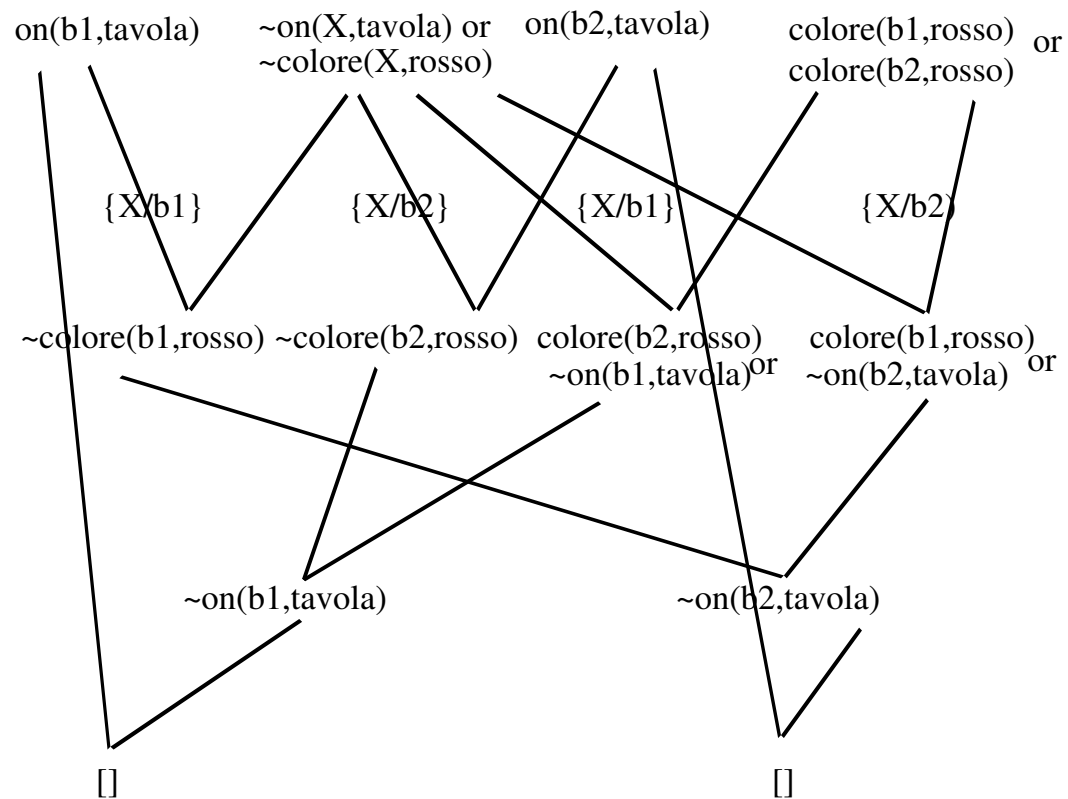 on(b1,tavola)
~on(X,tavola) or
~colore(X,rosso)
on(b2,tavola)
colore(b1,rosso) or
colore(b2,rosso)
{X/b1}
{X/b2}
{X/b1}
{X/b2)
~colore(b1,rosso)
~colore(b2,rosso)
colore(b2,rosso) or
~on(b1,tavola)
colore(b1,rosso) or
~on(b2,tavola)
~on(b1,tavola)
~on(b2,tavola)
[]
[]